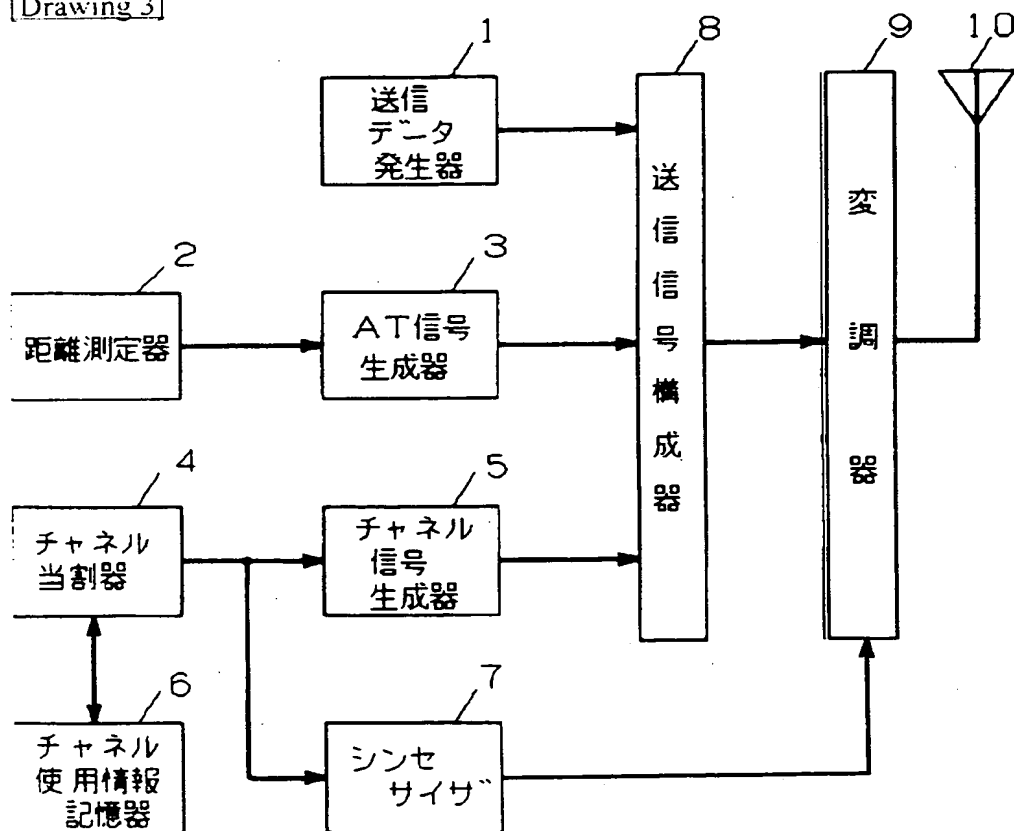 [Drawing 3]
1
送信
データ
発生器
2
距離測定器
3
AT信号
生成器
4
チャネル
当割器
5
チャネル
信号
生成器
6
チャネル
使用情報
記憶器
7
シンセ
サイザ
8
送信信号構成器
9
変調器
10